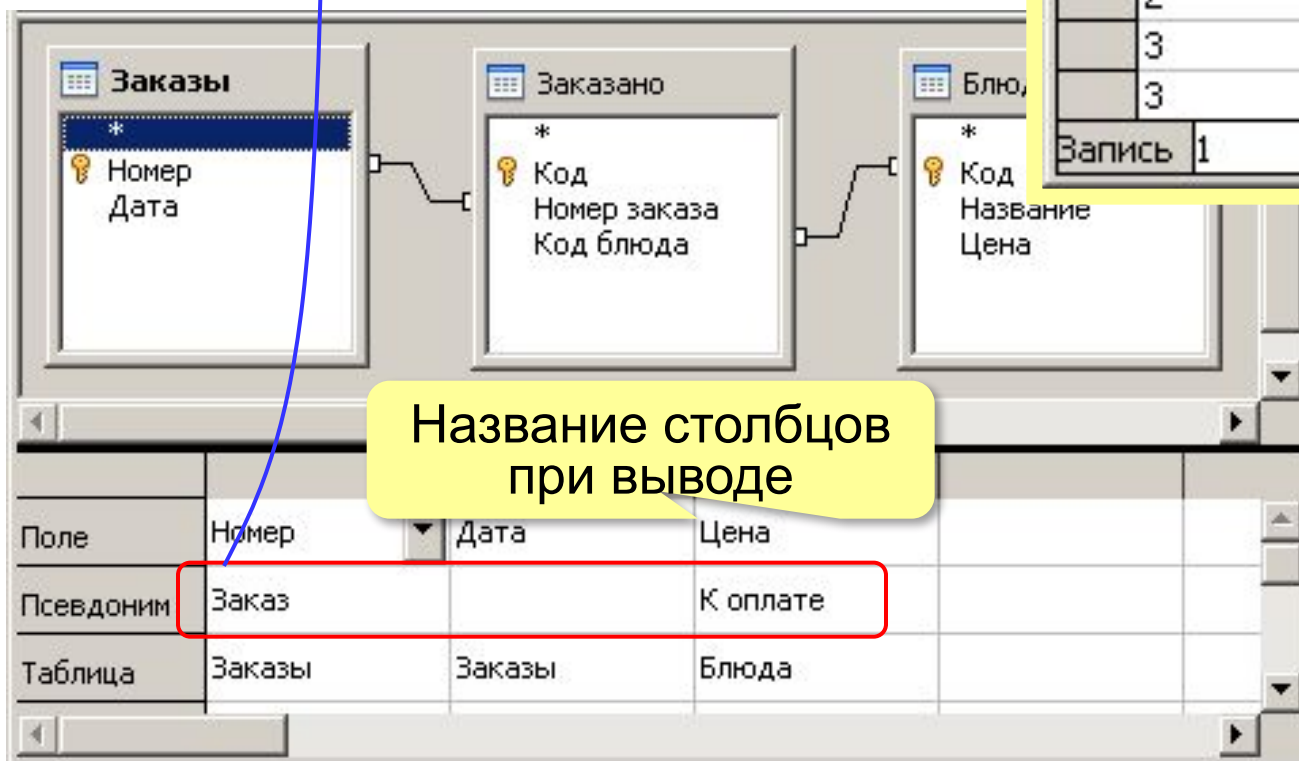 3
3
Запись 1
Заказы
*
Номер
Дата
Заказано
*
Код
Номер заказа
Код блюда
*
Код
Название
Цена
Название столбцов
при выводе
Поле Номер Дата Цена
Псевдоним Заказ К оплате
Таблица Заказы Заказы Блюда